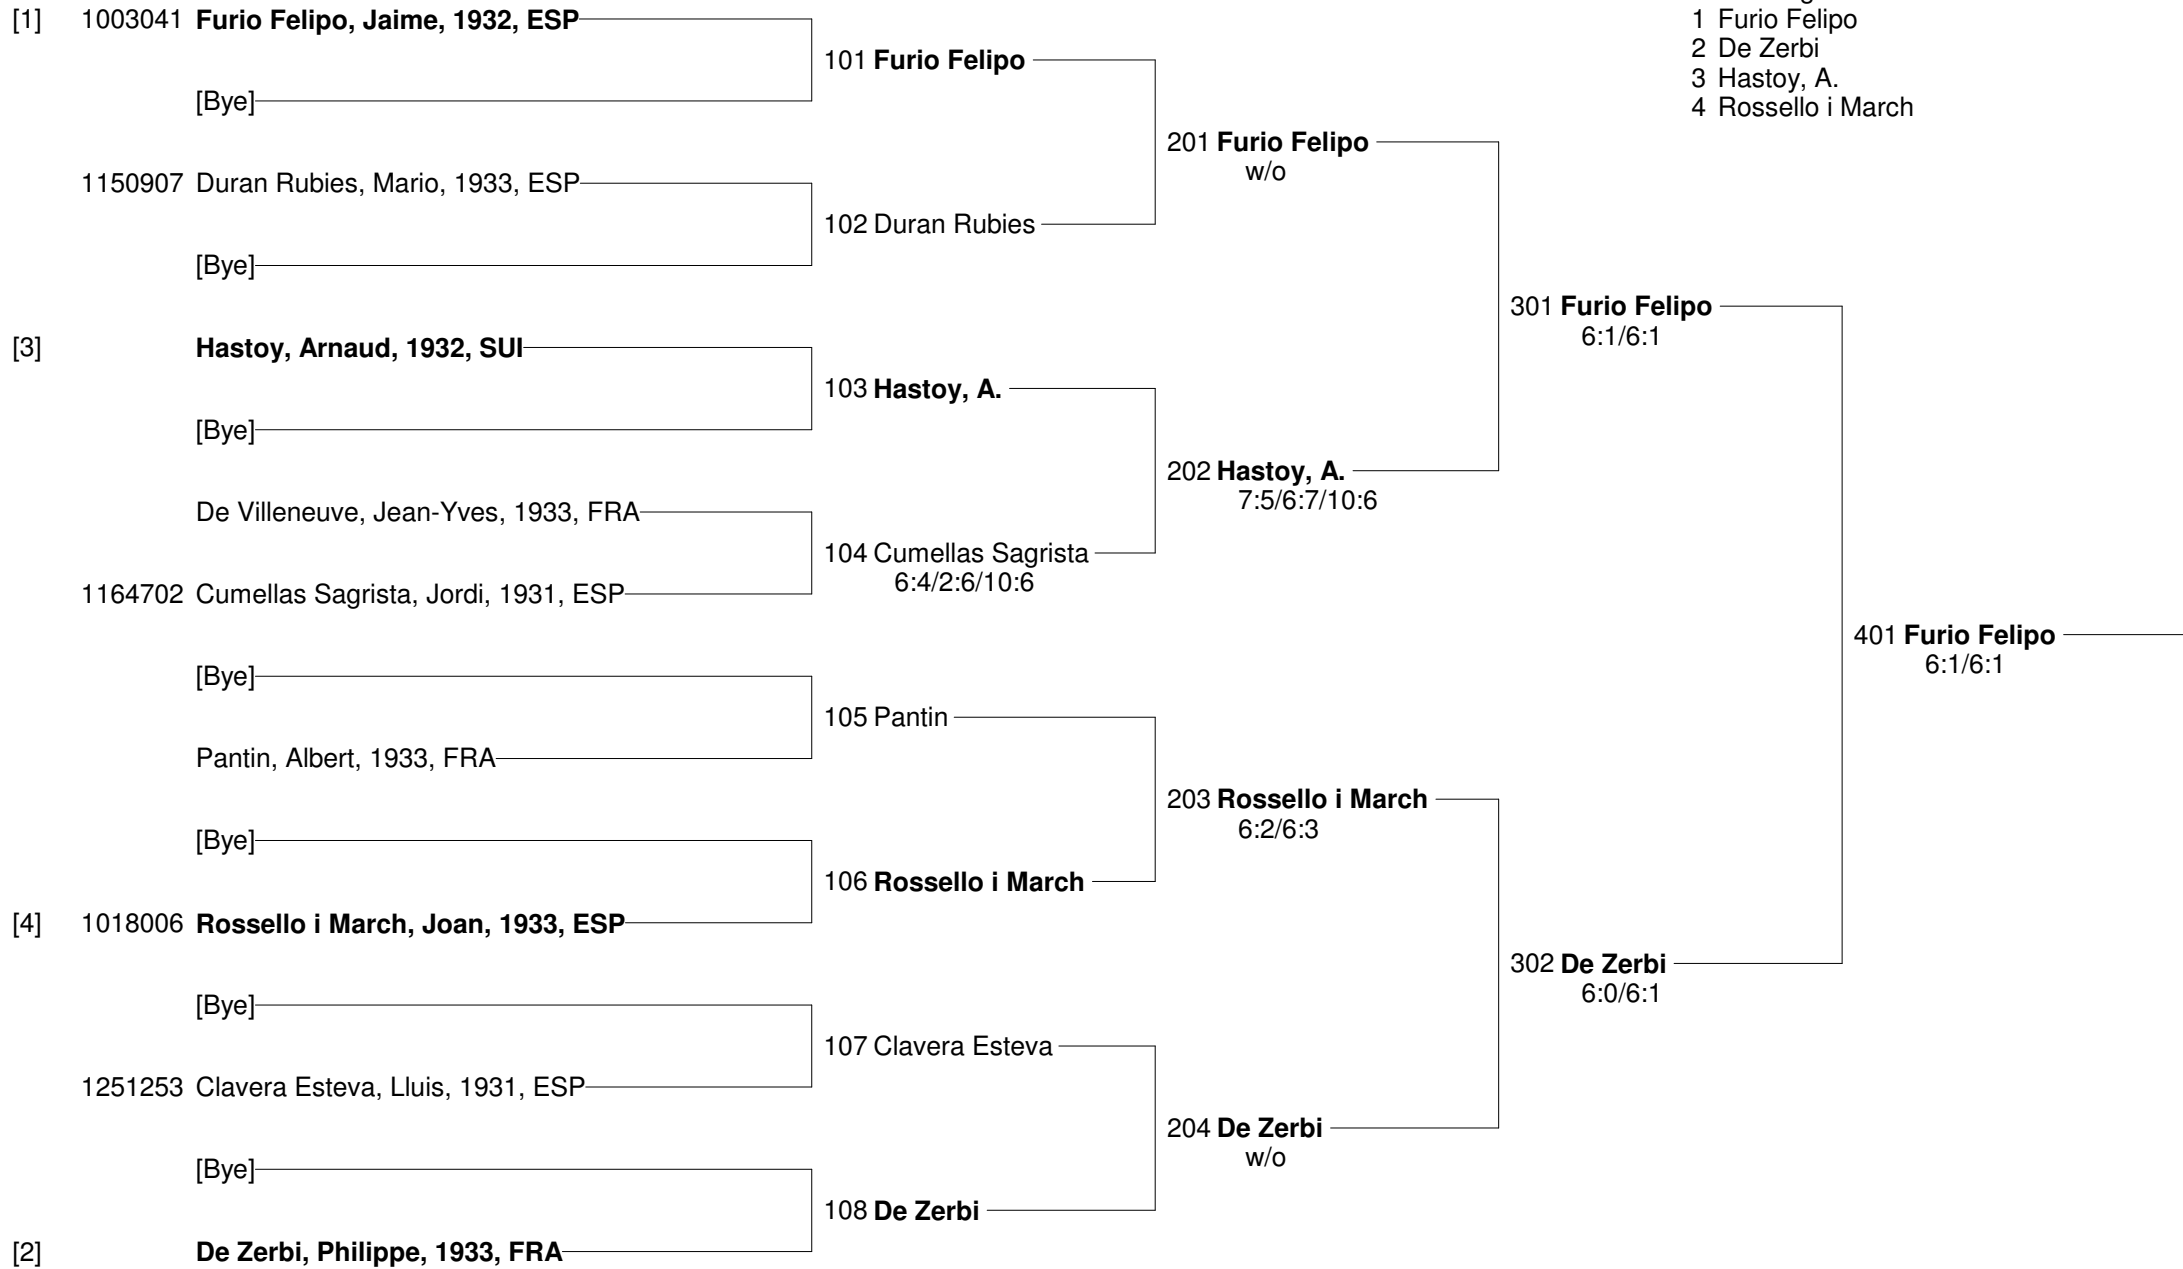 [1] 1003041 Furio Felipo, Jaime, 1932, ESP
[Bye]
1150907 Duran Rubies, Mario, 1933, ESP
[Bye]
[3] Hastoy, Arnaud, 1932, SUI
[Bye]
De Villeneuve, Jean-Yves, 1933, FRA
1164702 Cumellas Sagrista, Jordi, 1931, ESP
[Bye]
Pantin, Albert, 1933, FRA
[Bye]
[4] 1018006 Rossello i March, Joan, 1933, ESP
[Bye]
1251253 Clavera Esteva, Lluis, 1931, ESP
[Bye]
[2] De Zerbi, Philippe, 1933, FRA
101 Furio Felipo
102 Duran Rubies
103 Hastoy, A.
104 Cumellas Sagrista
6:4/2:6/10:6
105 Pantin
106 Rossello i March
107 Clavera Esteva
108 De Zerbi
201 Furio Felipo
w/o
202 Hastoy, A.
7:5/6:7/10:6
203 Rossello i March
6:2/6:3
204 De Zerbi
w/o
301 Furio Felipo
6:1/6:1
302 De Zerbi
6:0/6:1
401 Furio Felipo
6:1/6:1
1 Furio Felipo
2 De Zerbi
3 Hastoy, A.
4 Rossello i March